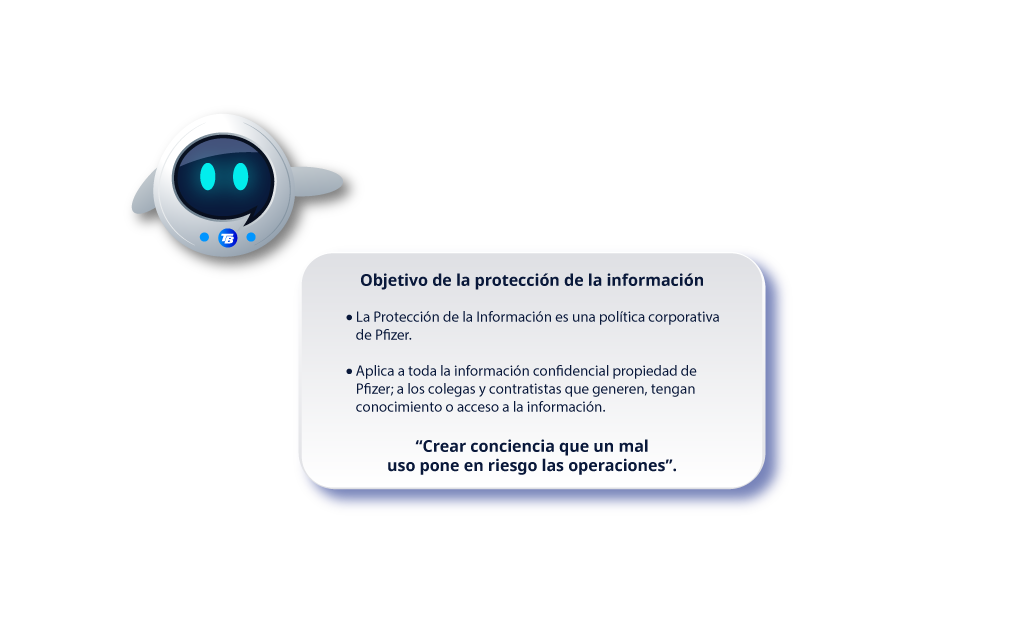 TB
Objetivo de la protección de la información
• La Protección de la Información es una política corporativa
de Pfizer.
• Aplica a toda la información confidencial propiedad de
Pfizer; a los colegas y contratistas que generen, tengan
conocimiento o acceso a la información.
“Crear conciencia que un mal
uso pone en riesgo las operaciones”.